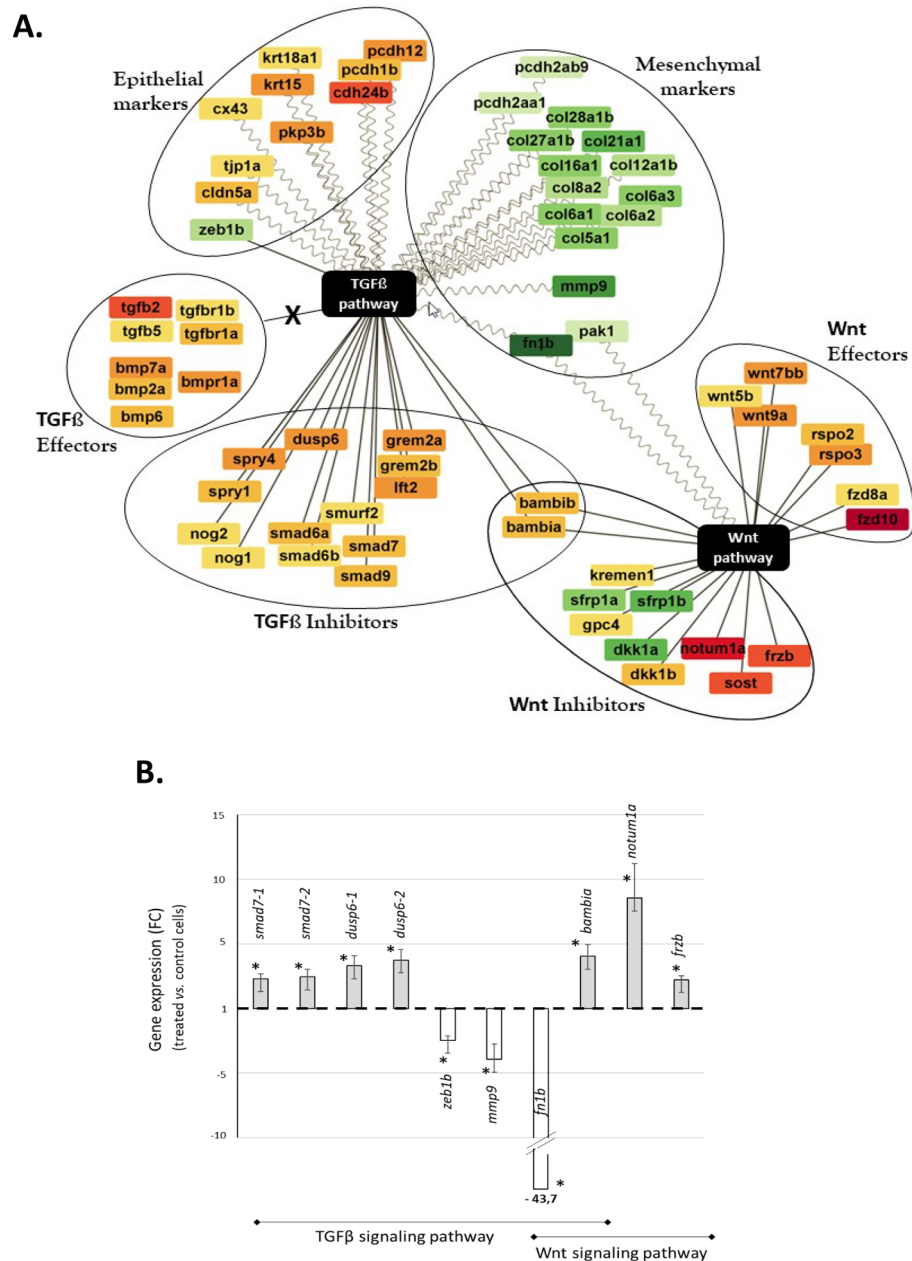 A.
Epithelial
markers
krt18a1
pcdh12
krt15
pcdh1b
cx43
cdh24b
pkp3b
tjp1a
cldn5a
zeb1b
Mesenchymal
markers
pcdh2ab9
pcdh2aa1
col28a1b
col27a1b
col21a1
col16a1
col12a1b
col8a2
col6a3
col6a1
col6a2
col5a1
mmp9
pak1
fn1b
TGFß
pathway
X
tgfb2
tgfbr1b
tgfb5
tgfbr1a
bmp7a
bmpr1a
bmp2a
bmp6
TGFß
Effectors
Wnt
Effectors
wnt7bb
wnt5b
wnt9a
rspo2
rspo3
fzd8a
fzd10
dusp6
grem2a
spry4
grem2b
spry1
lft2
smurf2
nog2
smad6a
smad7
nog1
smad6b
smad9
TGFß Inhibitors
bambib
bambia
Wnt
pathway
kremen1
sfrp1a
sfrp1b
gpc4
dkk1a
notum1a
frzb
dkk1b
sost
Wnt Inhibitors
B.
Gene expression (FC)
(treated vs. control cells)
15
10
5
1
-5
-10
smad7-1
smad7-2
dusp6-1
dusp6-2
zeb1b
mmp9
fn1b
bambia
notum1a
frzb
*
*
*
*
*
*
*
*
*
*
- 43,7
TGFβ signaling pathway
Wnt signaling pathway